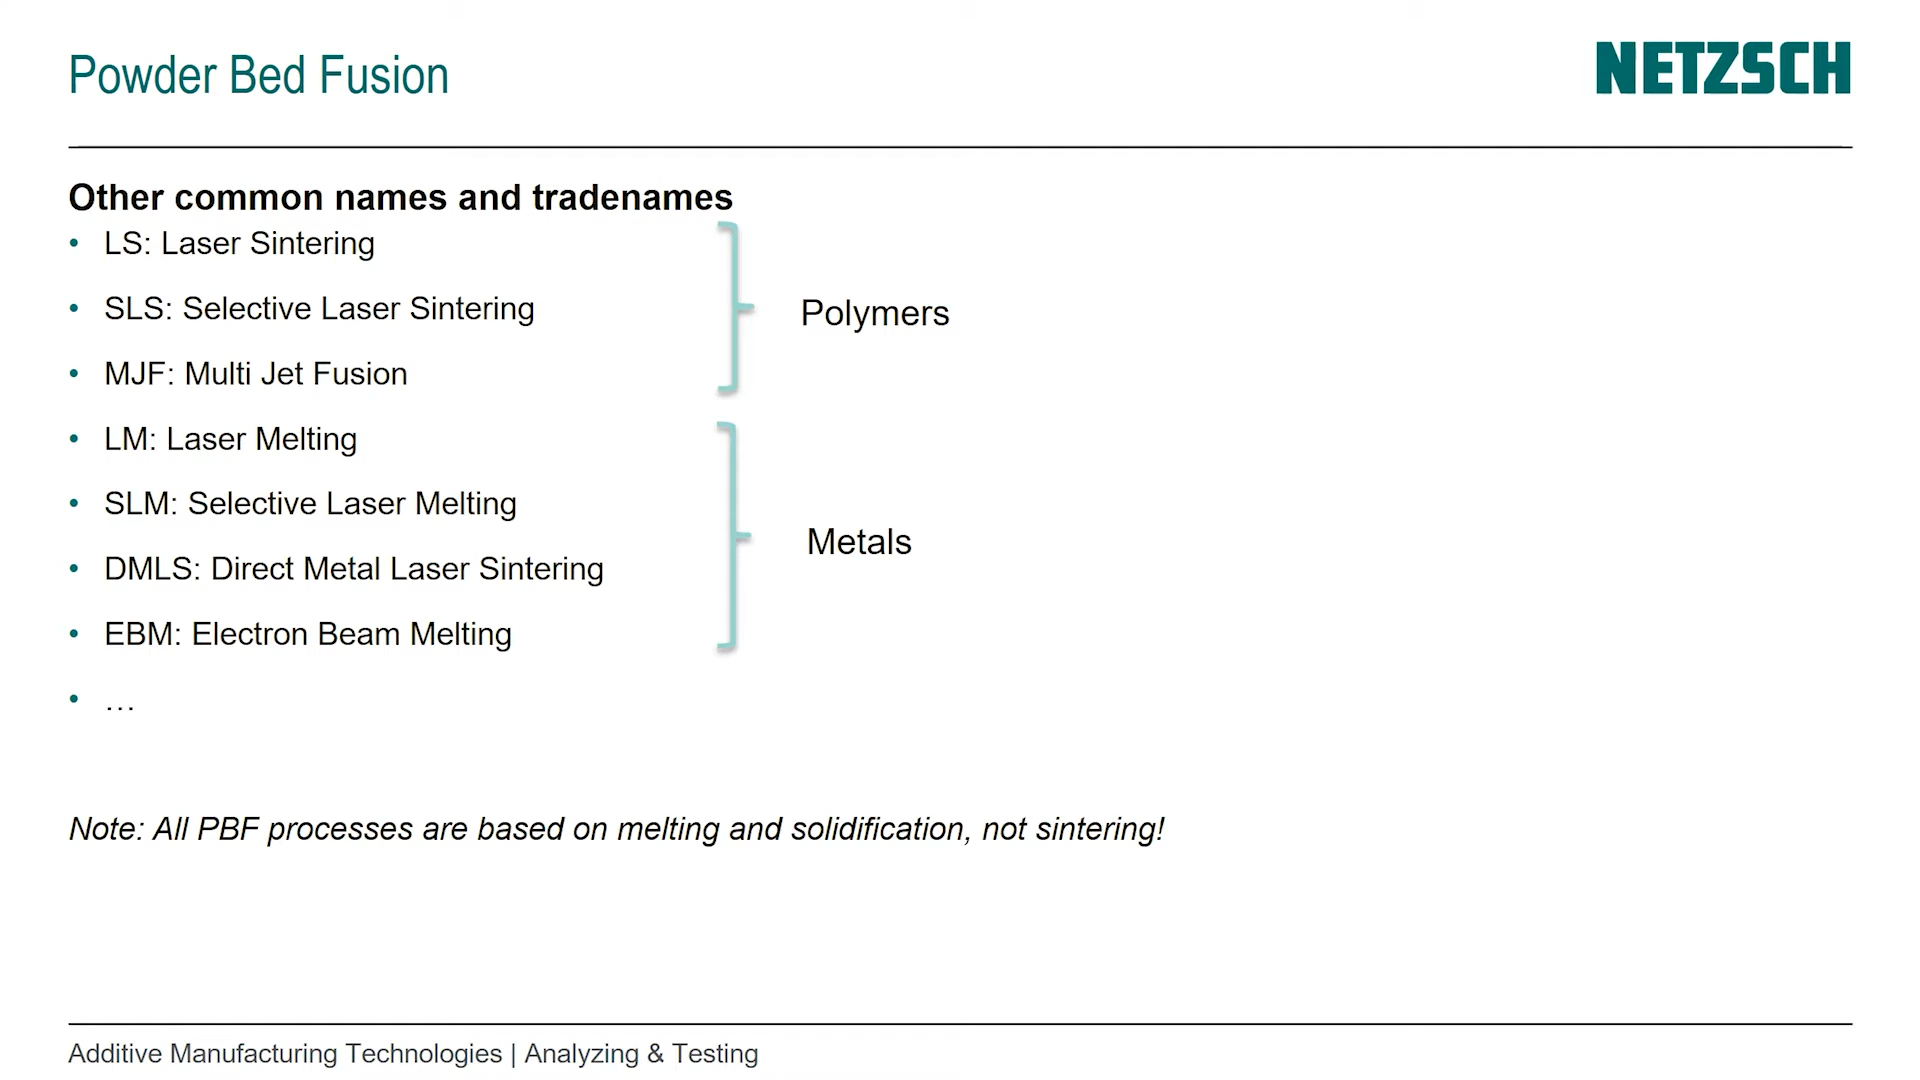 Powder Bed Fusion
NETZSCH
Other common names and tradenames
• LS: Laser Sintering
• SLS: Selective Laser Sintering
• MJF: Multi Jet Fusion
Polymers
• LM: Laser Melting
• SLM: Selective Laser Melting
• DMLS: Direct Metal Laser Sintering
• EBM: Electron Beam Melting
Metals
• …
Note: All PBF processes are based on melting and solidification, not sintering!
Additive Manufacturing Technologies | Analyzing & Testing